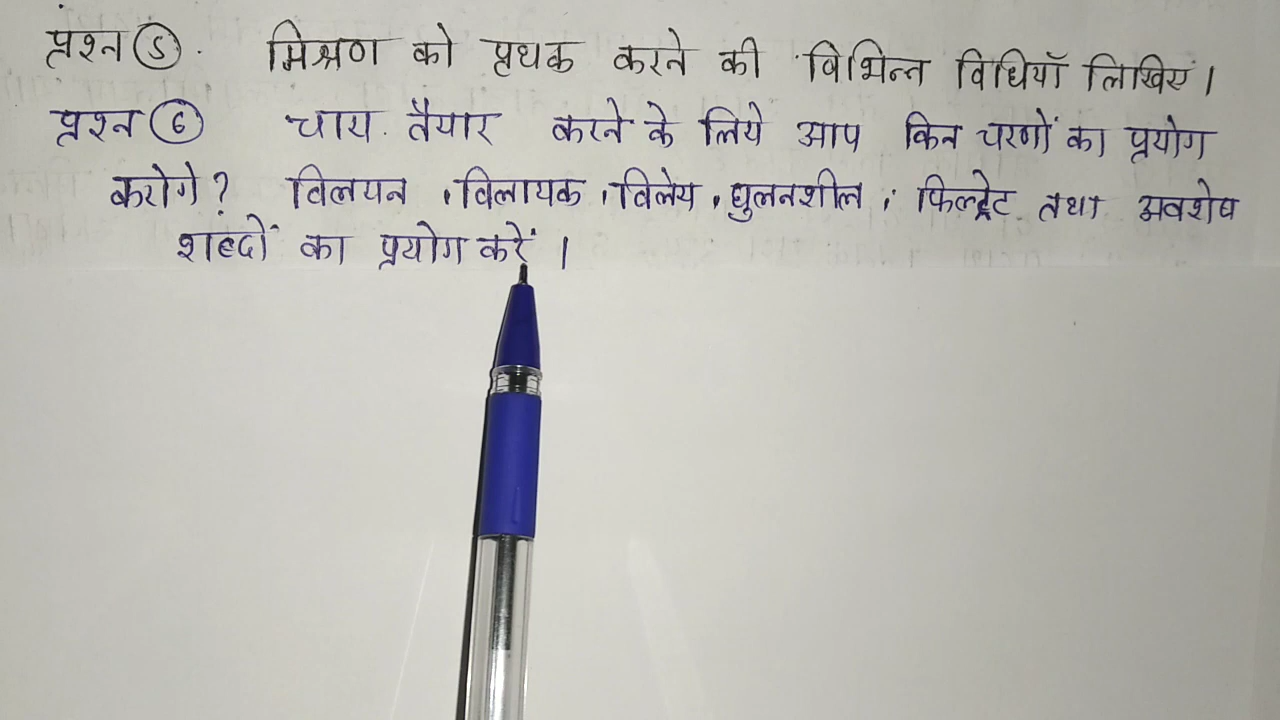 प्रश्न ⑤. मिश्रण को पृथक करने की विभिन्न विधियाँ लिखिए।
प्रश्न ⑥ चाय तैयार करने के लिये आप किन चरणों का प्रयोग
करोगे? विलयन, विलायक, विलेय, घुलनशील, फिल्ट्रेट तथा अवशेष
शब्दों का प्रयोग करें।